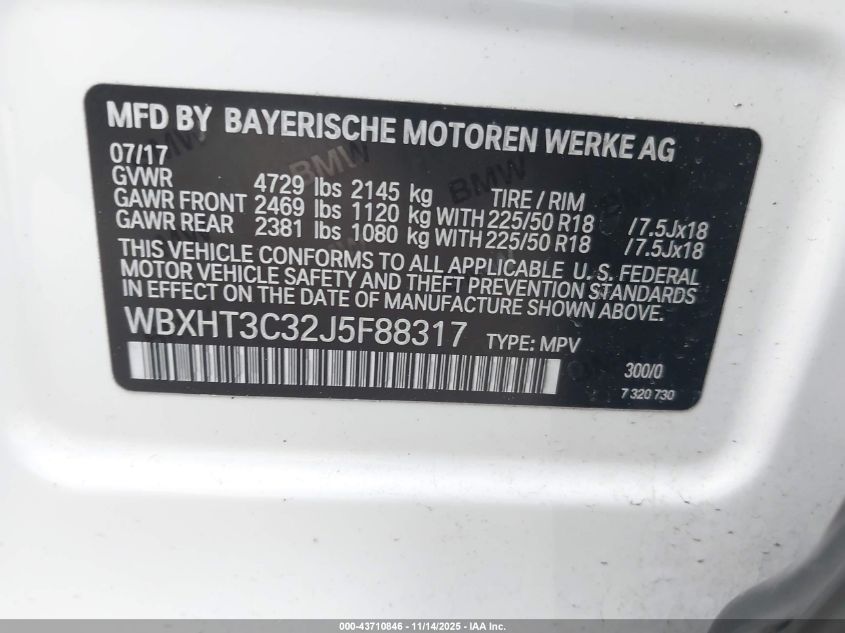 MFD BY BAYERISCHE MOTOREN WERKE AG
07/17
GVWR 4729 lbs 2145 kg TIRE / RIM
GAWR FRONT 2469 lbs 1120 kg WITH 225/50 R18 /7.5Jx18
GAWR REAR 2381 lbs 1080 kg WITH 225/50 R18 /7.5Jx18
THIS VEHICLE CONFORMS TO ALL APPLICABLE U. S. FEDERAL
MOTOR VEHICLE SAFETY AND THEFT PREVENTION STANDARDS
IN EFFECT ON THE DATE OF MANUFACTURE SHOWN ABOVE.
WBXHT3C32J5F88317 TYPE: MPV
300/0
7 320 730
BMW
BMW
000-43710846 - 11/14/2025 - IAA Inc.